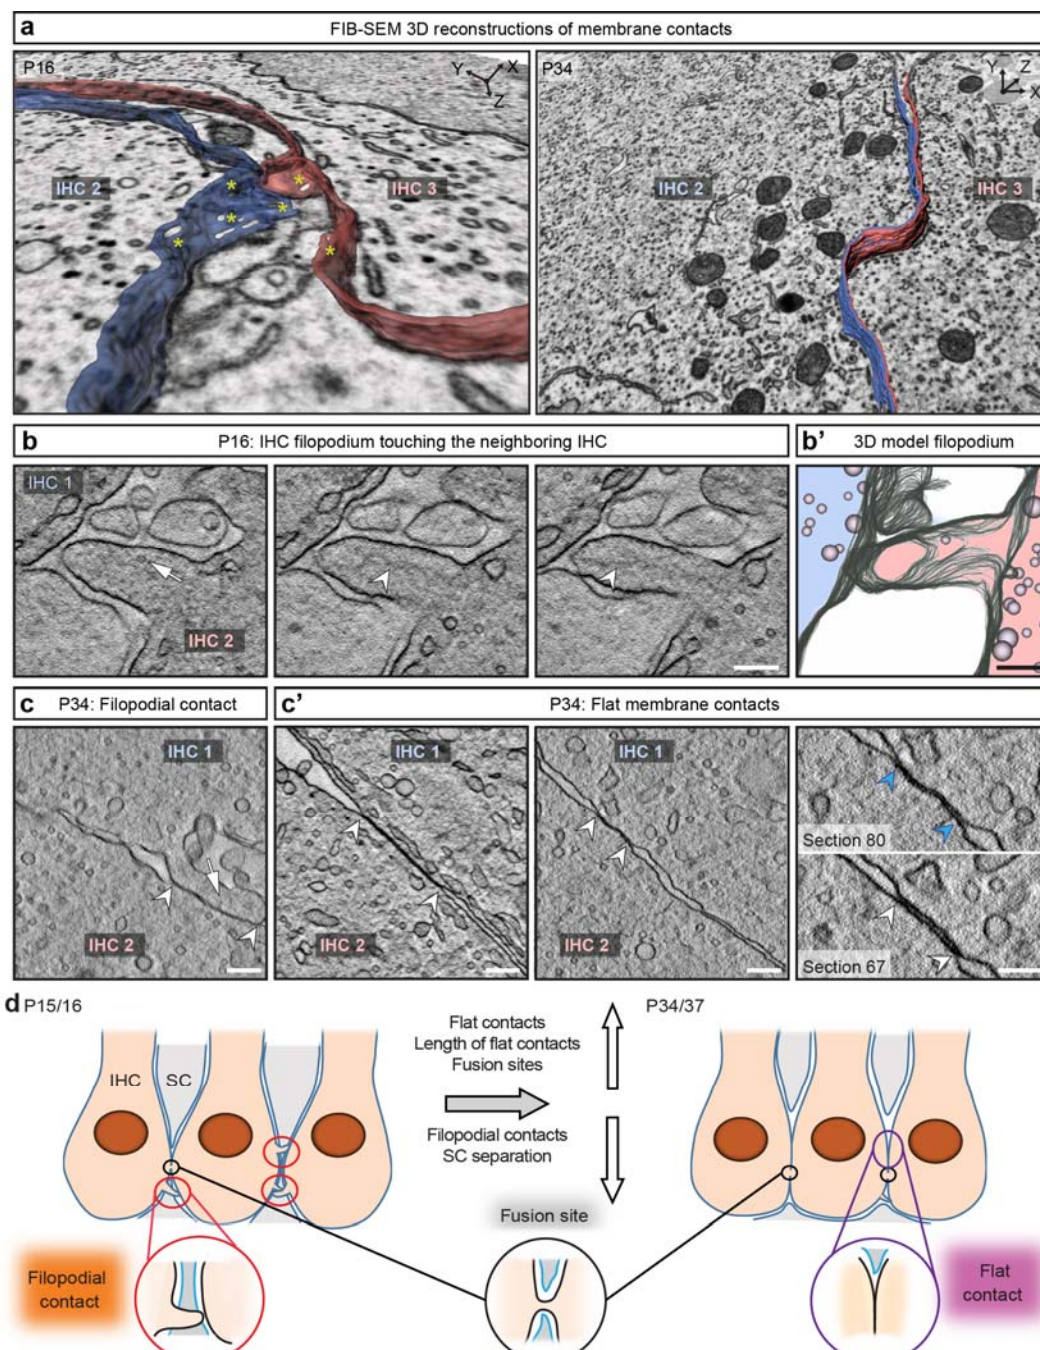 a
FIB-SEM 3D reconstructions of membrane contacts
P16
Y
X
Z
IHC 2
IHC 3
*
*
*
*
*
*
P34
Y
Z
X
IHC 2
IHC 3
b
P16: IHC filopodium touching the neighboring IHC
b'
3D model filopodium
IHC 1
IHC 2
c
P34: Filopodial contact
c'
P34: Flat membrane contacts
IHC 1
IHC 2
IHC 1
IHC 2
IHC 1
IHC 2
Section 80
Section 67
d
P15/16
IHC
SC
Flat contacts
Length of flat contacts
Fusion sites
Filopodial contacts
SC separation
P34/37
Fusion site
Filopodial
contact
Flat
contact